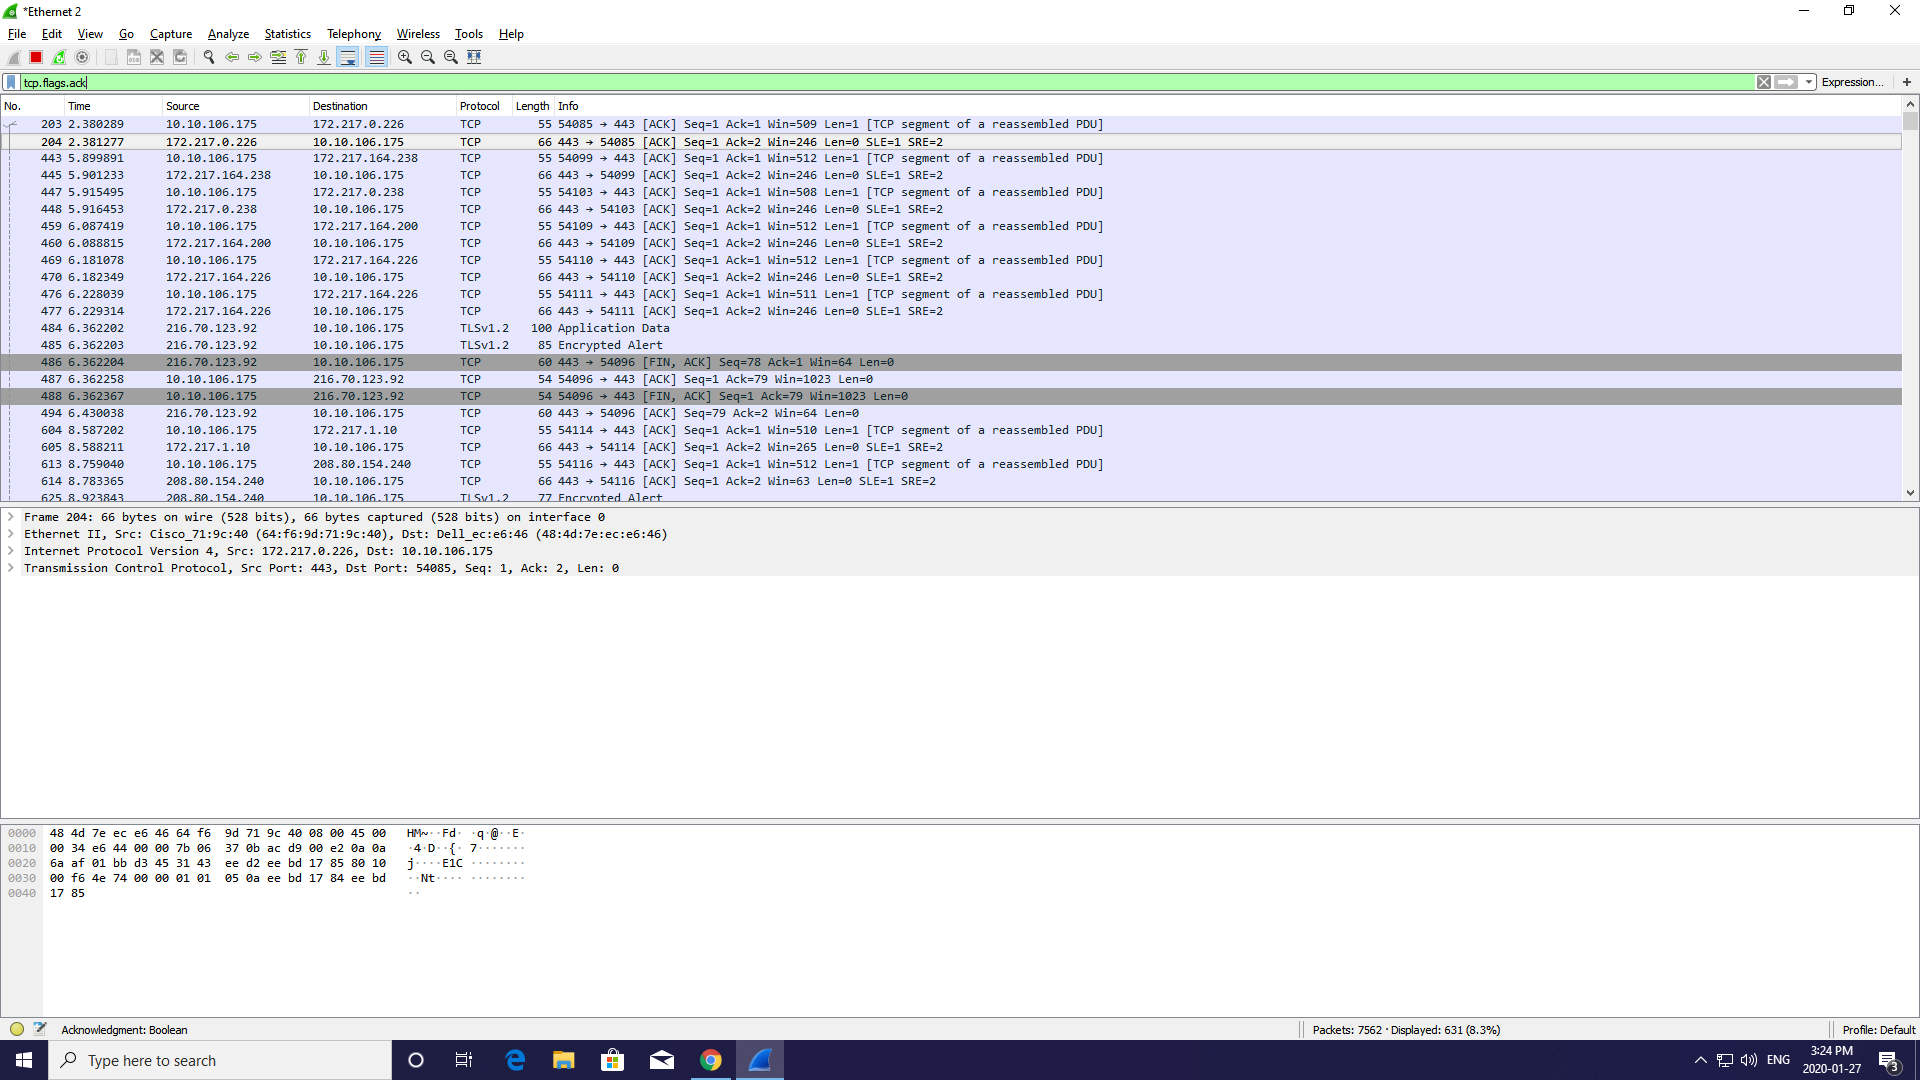 *Ethernet 2
File Edit View Go Capture Analyze Statistics Telephony Wireless Tools Help
tcp.flags.ack Expression... +
No. Time Source Destination Protocol Length Info
203 2.380289 10.10.106.175 172.217.0.226 TCP 55 54085 → 443 [ACK] Seq=1 Ack=1 Win=509 Len=1 [TCP segment of a reassembled PDU]
204 2.381277 172.217.0.226 10.10.106.175 TCP 66 443 → 54085 [ACK] Seq=1 Ack=2 Win=246 Len=0 SLE=1 SRE=2
443 5.899891 10.10.106.175 172.217.164.238 TCP 55 54099 → 443 [ACK] Seq=1 Ack=1 Win=512 Len=1 [TCP segment of a reassembled PDU]
445 5.901233 172.217.164.238 10.10.106.175 TCP 66 443 → 54099 [ACK] Seq=1 Ack=2 Win=246 Len=0 SLE=1 SRE=2
447 5.915495 10.10.106.175 172.217.0.238 TCP 55 54103 → 443 [ACK] Seq=1 Ack=1 Win=508 Len=1 [TCP segment of a reassembled PDU]
448 5.916453 172.217.0.238 10.10.106.175 TCP 66 443 → 54103 [ACK] Seq=1 Ack=2 Win=246 Len=0 SLE=1 SRE=2
459 6.087419 10.10.106.175 172.217.164.200 TCP 55 54109 → 443 [ACK] Seq=1 Ack=1 Win=512 Len=1 [TCP segment of a reassembled PDU]
460 6.088815 172.217.164.200 10.10.106.175 TCP 66 443 → 54109 [ACK] Seq=1 Ack=2 Win=246 Len=0 SLE=1 SRE=2
469 6.181078 10.10.106.175 172.217.164.226 TCP 55 54110 → 443 [ACK] Seq=1 Ack=1 Win=512 Len=1 [TCP segment of a reassembled PDU]
470 6.182349 172.217.164.226 10.10.106.175 TCP 66 443 → 54110 [ACK] Seq=1 Ack=2 Win=246 Len=0 SLE=1 SRE=2
476 6.228039 10.10.106.175 172.217.164.226 TCP 55 54111 → 443 [ACK] Seq=1 Ack=1 Win=511 Len=1 [TCP segment of a reassembled PDU]
477 6.229314 172.217.164.226 10.10.106.175 TCP 66 443 → 54111 [ACK] Seq=1 Ack=2 Win=246 Len=0 SLE=1 SRE=2
484 6.362202 216.70.123.92 10.10.106.175 TLSv1.2 100 Application Data
485 6.362203 216.70.123.92 10.10.106.175 TLSv1.2 85 Encrypted Alert
486 6.362204 216.70.123.92 10.10.106.175 TCP 60 443 → 54096 [FIN, ACK] Seq=78 Ack=1 Win=64 Len=0
487 6.362258 10.10.106.175 216.70.123.92 TCP 54 54096 → 443 [ACK] Seq=1 Ack=79 Win=1023 Len=0
488 6.362367 10.10.106.175 216.70.123.92 TCP 54 54096 → 443 [FIN, ACK] Seq=1 Ack=79 Win=1023 Len=0
494 6.430038 216.70.123.92 10.10.106.175 TCP 60 443 → 54096 [ACK] Seq=79 Ack=2 Win=64 Len=0
604 8.587202 10.10.106.175 172.217.1.10 TCP 55 54114 → 443 [ACK] Seq=1 Ack=1 Win=510 Len=1 [TCP segment of a reassembled PDU]
605 8.588211 172.217.1.10 10.10.106.175 TCP 66 443 → 54114 [ACK] Seq=1 Ack=2 Win=265 Len=0 SLE=1 SRE=2
613 8.759040 10.10.106.175 208.80.154.240 TCP 55 54116 → 443 [ACK] Seq=1 Ack=1 Win=512 Len=1 [TCP segment of a reassembled PDU]
614 8.783365 208.80.154.240 10.10.106.175 TCP 66 443 → 54116 [ACK] Seq=1 Ack=2 Win=63 Len=0 SLE=1 SRE=2
625 8.923843 208.80.154.240 10.10.106.175 TLSv1.2 77 Encrypted Alert
Frame 204: 66 bytes on wire (528 bits), 66 bytes captured (528 bits) on interface 0
Ethernet II, Src: Cisco_71:9c:40 (64:f6:9d:71:9c:40), Dst: Dell_ec:e6:46 (48:4d:7e:ec:e6:46)
Internet Protocol Version 4, Src: 172.217.0.226, Dst: 10.10.106.175
Transmission Control Protocol, Src Port: 443, Dst Port: 54085, Seq: 1, Ack: 2, Len: 0
0000 48 4d 7e ec e6 46 64 f6 9d 71 9c 40 08 00 45 00 HM~··Fd· ·q·@··E·
0010 00 34 e6 44 00 00 7b 06 37 0b ac d9 00 e2 0a 0a ·4·D··{· 7·······
0020 6a af 01 bb d3 45 31 43 ee d2 ee bd 17 85 80 10 j····E1C ········
0030 00 f6 4e 74 00 00 01 01 05 0a ee bd 17 84 ee bd ··Nt···· ········
0040 17 85 ··
Acknowledgment: Boolean Packets: 7562 · Displayed: 631 (8.3%) Profile: Default
Type here to search ENG 3:24 PM
2020-01-27 3